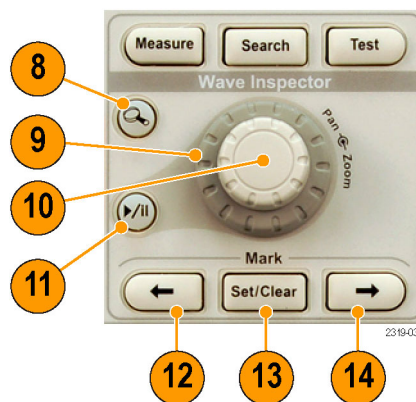 Measure
Search
Test
Wave Inspector
8
9
10
11
Pan
Zoom
Mark
Set/Clear
2319-03
12
13
14